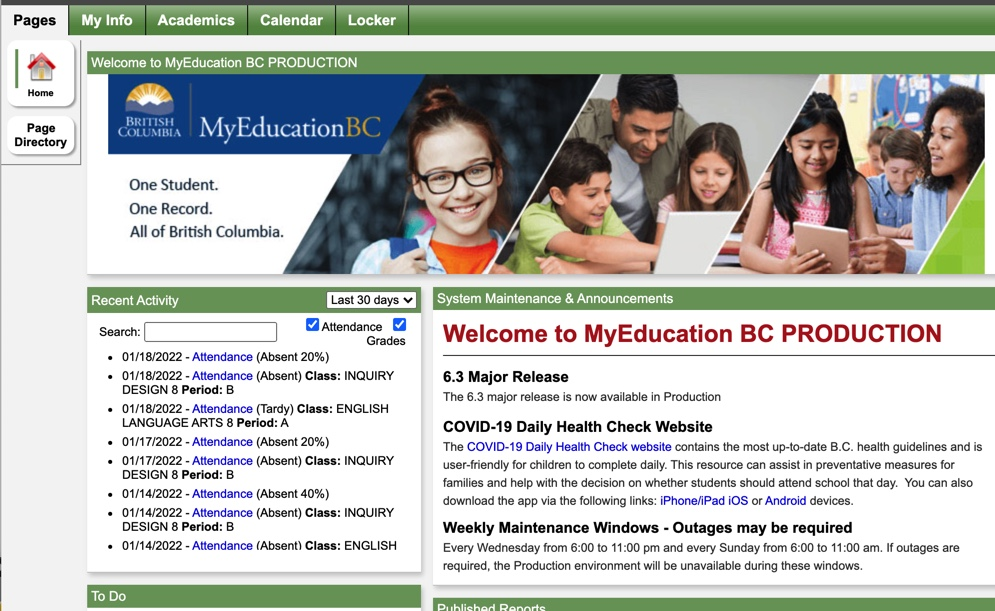 Pages
My Info
Academics
Calendar
Locker
Home
Page
Directory
Welcome to MyEducation BC PRODUCTION
BRITISH
COLUMBIA
MyEducationBC
One Student.
One Record.
All of British Columbia.
Recent Activity
Last 30 days
Search:
Attendance
Grades
01/18/2022 - Attendance (Absent 20%)
01/18/2022 - Attendance (Absent) Class: INQUIRY
DESIGN 8 Period: B
01/18/2022 - Attendance (Tardy) Class: ENGLISH
LANGUAGE ARTS 8 Period: A
01/17/2022 - Attendance (Absent 20%)
01/17/2022 - Attendance (Absent) Class: INQUIRY
DESIGN 8 Period: B
01/14/2022 - Attendance (Absent 40%)
01/14/2022 - Attendance (Absent) Class: INQUIRY
DESIGN 8 Period: B
01/14/2022 - Attendance (Absent) Class: ENGLISH
To Do
System Maintenance & Announcements
Welcome to MyEducation BC PRODUCTION
6.3 Major Release
The 6.3 major release is now available in Production
COVID-19 Daily Health Check Website
The COVID-19 Daily Health Check website contains the most up-to-date B.C. health guidelines and is
user-friendly for children to complete daily. This resource can assist in preventative measures for
families and help with the decision on whether students should attend school that day. You can also
download the app via the following links: iPhone/iPad iOS or Android devices.
Weekly Maintenance Windows - Outages may be required
Every Wednesday from 6:00 to 11:00 pm and every Sunday from 6:00 to 11:00 am. If outages are
required, the Production environment will be unavailable during these windows.
Published Reports